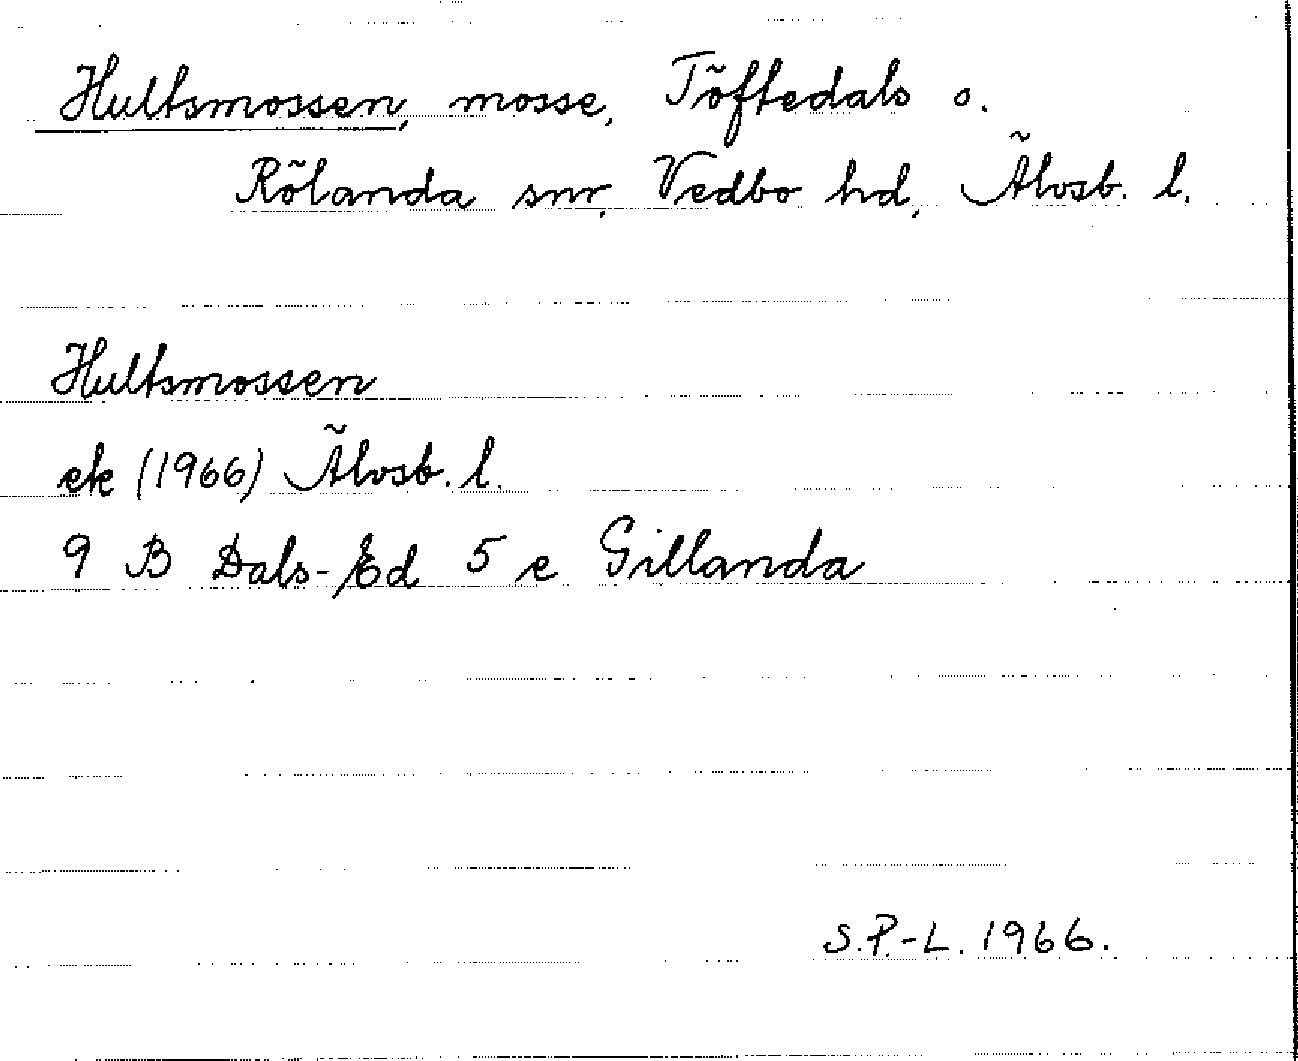 Hultsmossen, mosse, Töftedals o.
Rölanda snr, Vedbo hd, Älvsb. l.
Hultsmossen
ek (1966) Älvsb. l.
9 B Dals-Ed 5 e Gillanda
S.P.-L. 1966.